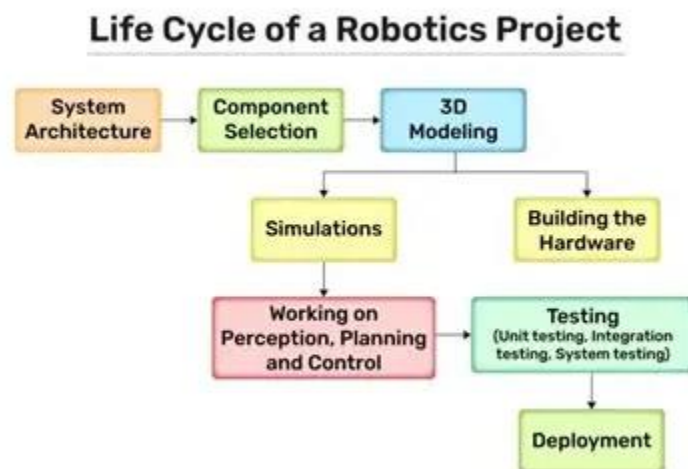 Life Cycle of a Robotics Project
System
Architecture
Component
Selection
3D
Modeling
Simulations
Building the
Hardware
Working on
Perception, Planning
and Control
Testing
(Unit testing, Integration
testing, System testing)
Deployment